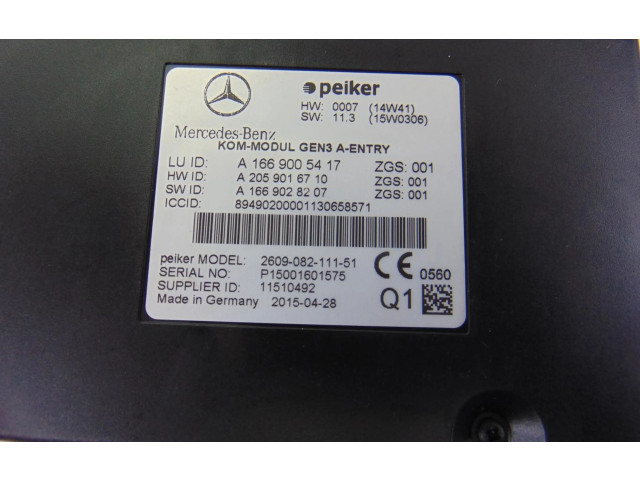 peiker
HW: 0007 (14W41)
SW: 11.3 (15W0306)
Mercedes-Benz
KOM-MODUL GEN3 A-ENTRY
LU ID: A 166 900 54 17 ZGS: 001
HW ID: A 205 901 67 10 ZGS: 001
SW ID: A 166 902 82 07 ZGS: 001
ICCID: 89490200001130658571
peiker MODEL: 2609-082-111-51
SERIAL NO: P15001601575
CE 0560
SUPPLIER ID: 11510492
Made in Germany 2015-04-28
Q1